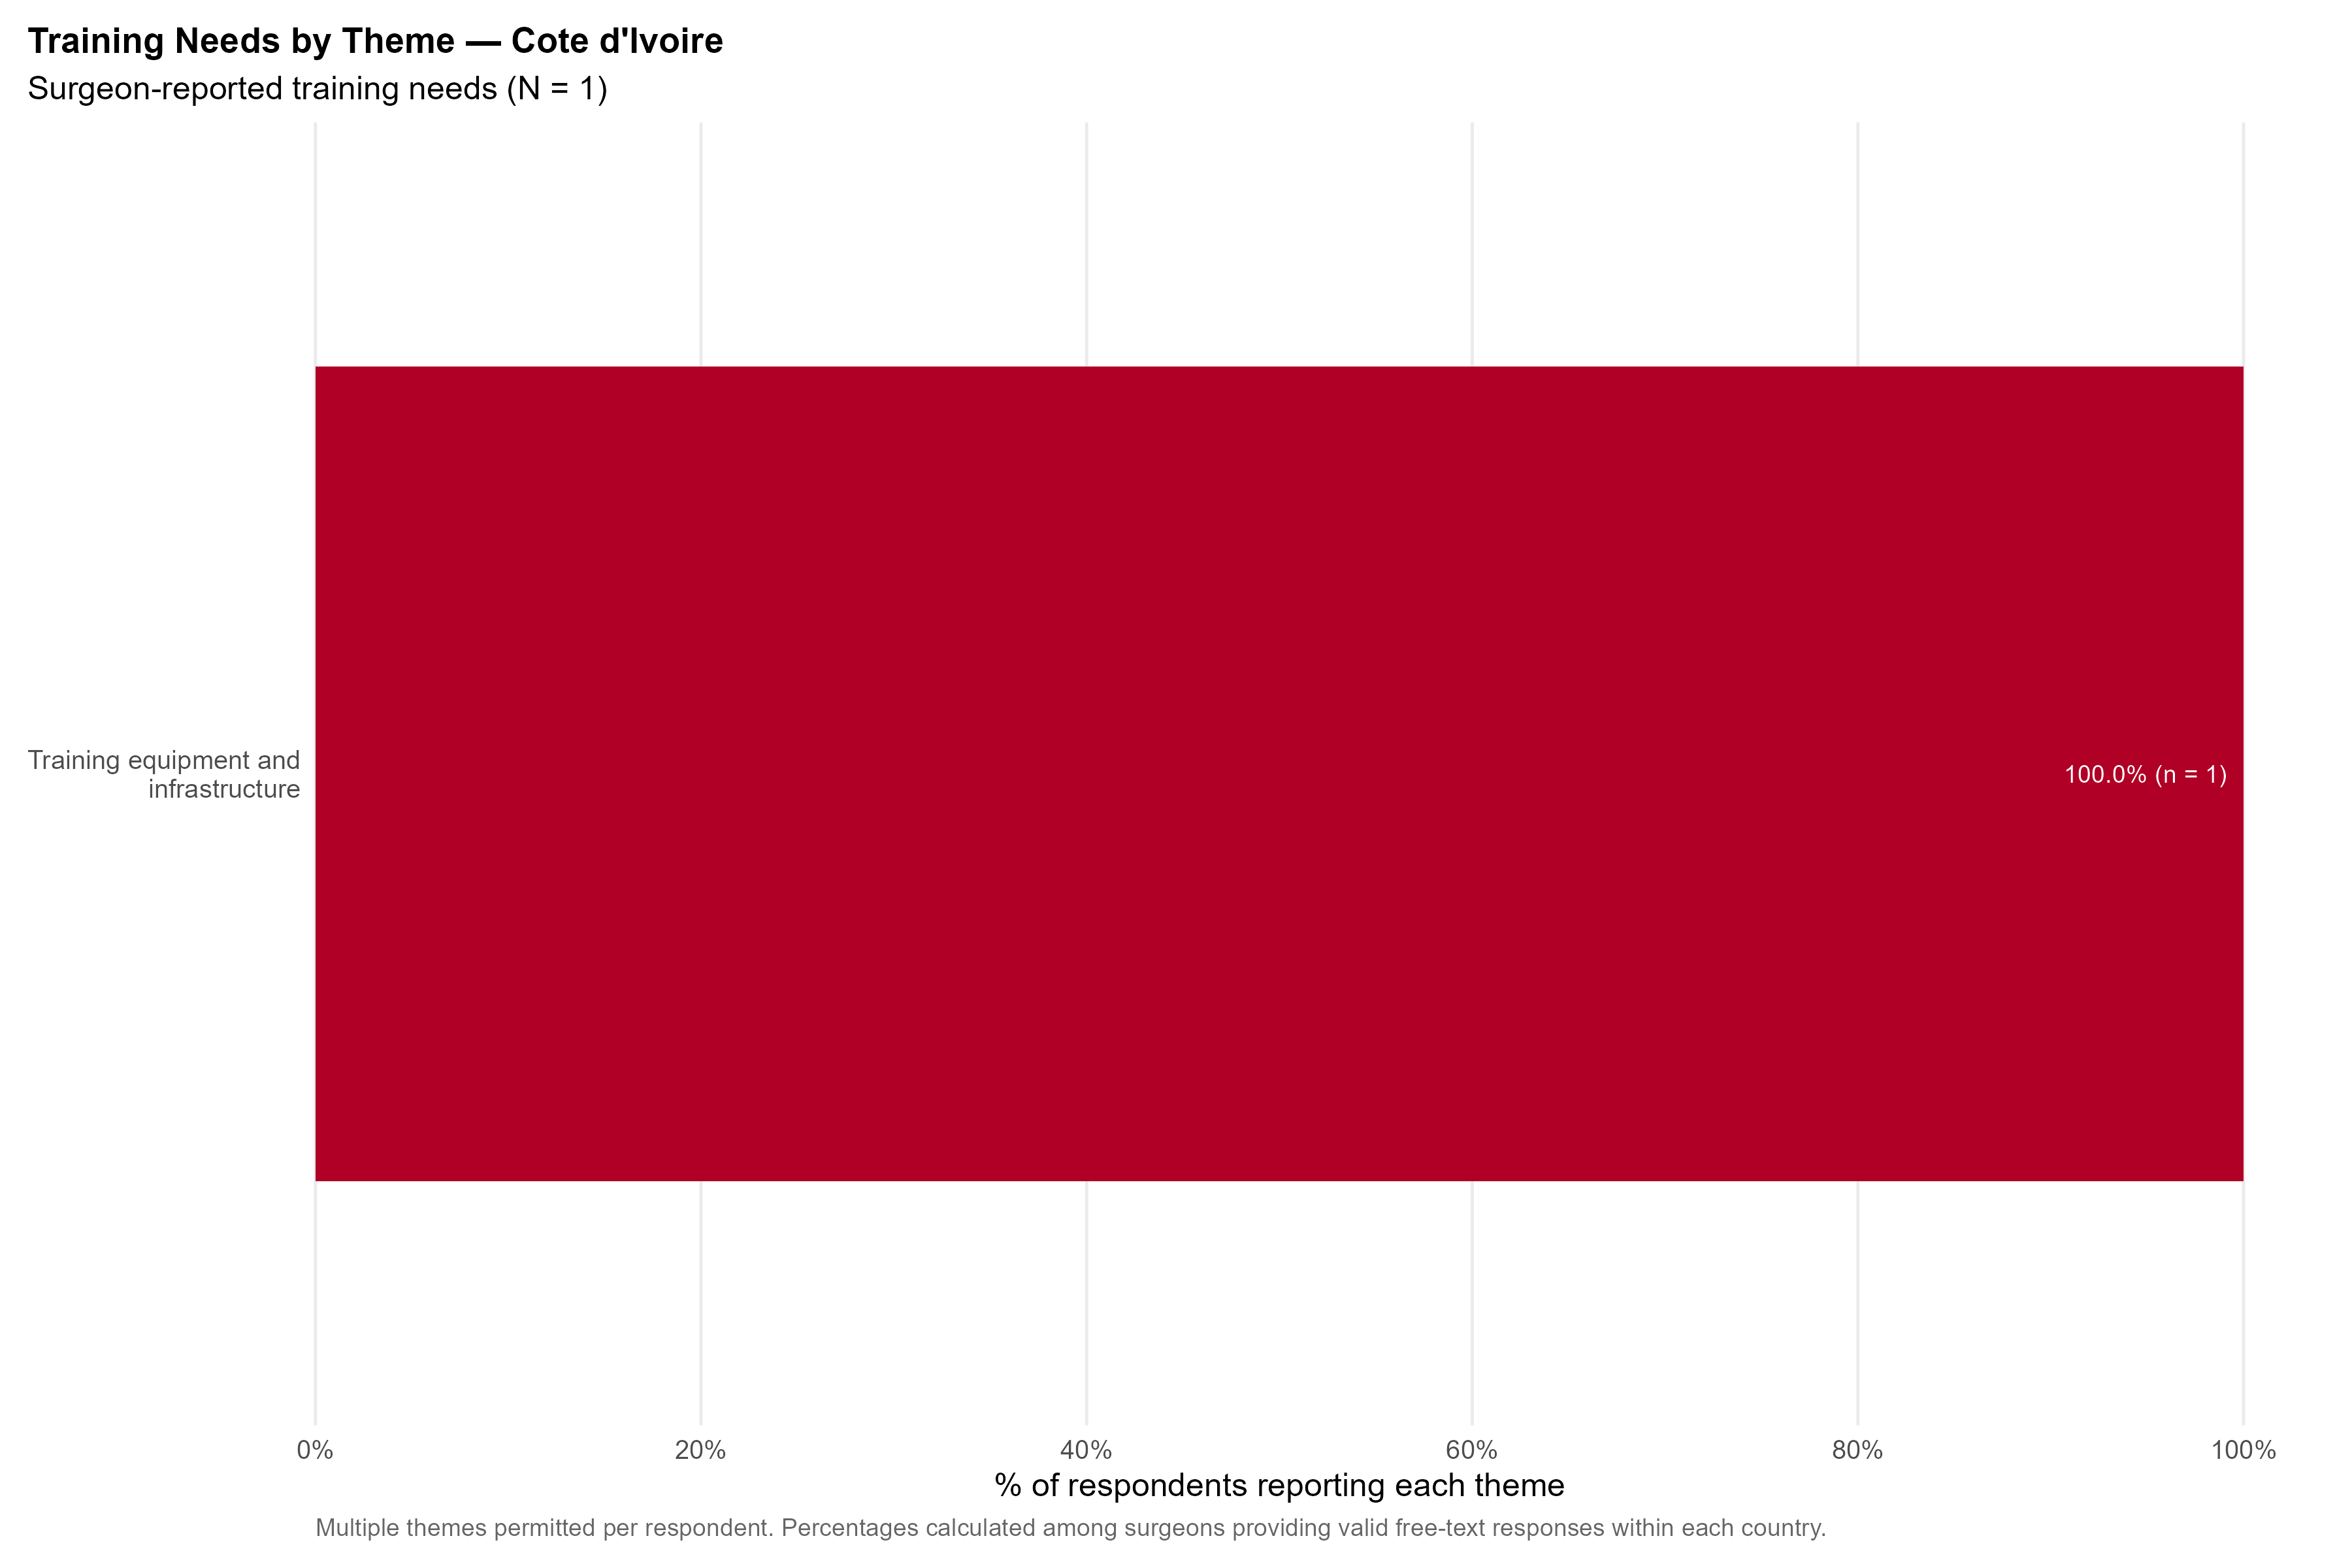 Training Needs by Theme — Cote d'Ivoire
Surgeon-reported training needs (N = 1)
Training equipment and
infrastructure
100.0% (n = 1)
0% 20% 40% 60% 80% 100%
% of respondents reporting each theme
Multiple themes permitted per respondent. Percentages calculated among surgeons providing valid free-text responses within each country.